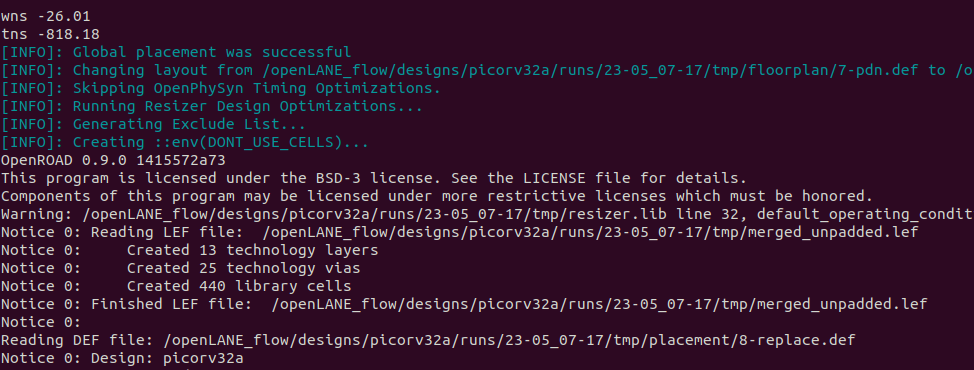 wns -26.01
tns -818.18
[INFO]: Global placement was successful
[INFO]: Changing layout from /openLANE_flow/designs/picorv32a/runs/23-05_07-17/tmp/floorplan/7-pdn.def to /o
[INFO]: Skipping OpenPhySyn Timing Optimizations.
[INFO]: Running Resizer Design Optimizations...
[INFO]: Generating Exclude List...
[INFO]: Creating ::env(DONT_USE_CELLS)...
OpenROAD 0.9.0 1415572a73
This program is licensed under the BSD-3 license. See the LICENSE file for details.
Components of this program may be licensed under more restrictive licenses which must be honored.
Warning: /openLANE_flow/designs/picorv32a/runs/23-05_07-17/tmp/resizer.lib line 32, default_operating_condit
Notice 0: Reading LEF file:  /openLANE_flow/designs/picorv32a/runs/23-05_07-17/tmp/merged_unpadded.lef
Notice 0:     Created 13 technology layers
Notice 0:     Created 25 technology vias
Notice 0:     Created 440 library cells
Notice 0: Finished LEF file:  /openLANE_flow/designs/picorv32a/runs/23-05_07-17/tmp/merged_unpadded.lef
Notice 0:
Reading DEF file: /openLANE_flow/designs/picorv32a/runs/23-05_07-17/tmp/placement/8-replace.def
Notice 0: Design: picorv32a